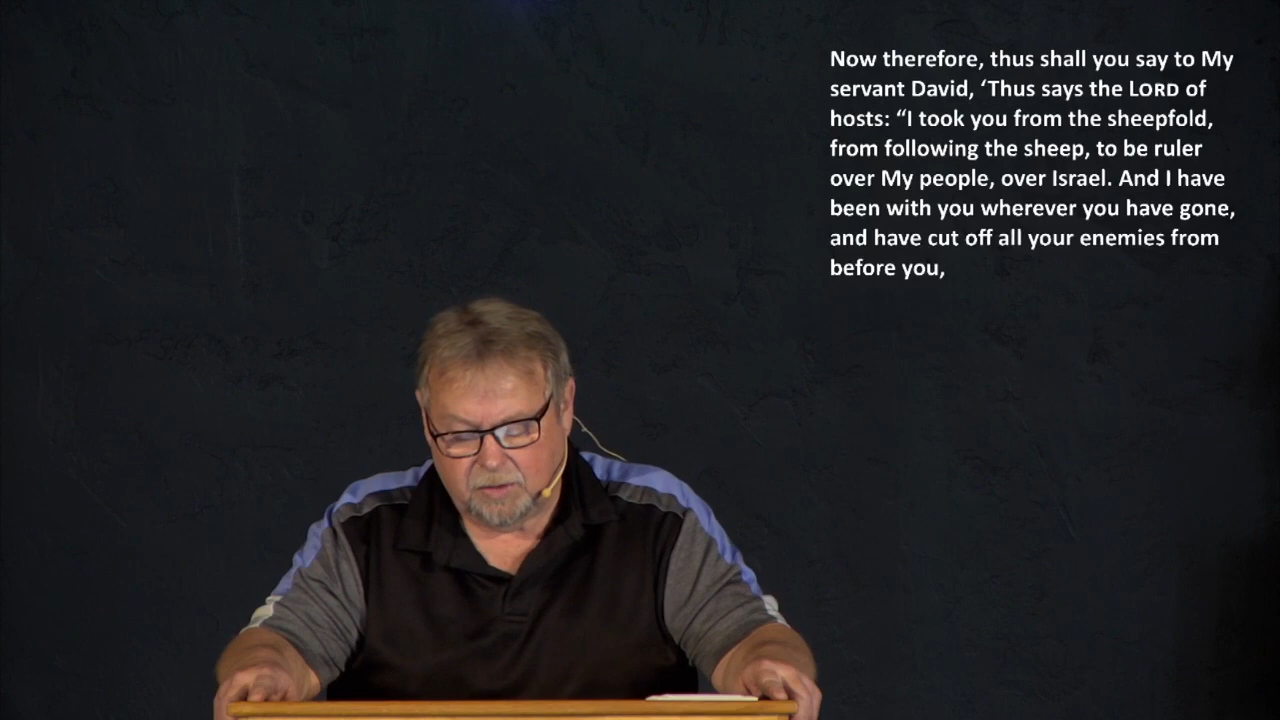 Now therefore, thus shall you say to My
servant David, ‘Thus says the LORD of
hosts: “I took you from the sheepfold,
from following the sheep, to be ruler
over My people, over Israel. And I have
been with you wherever you have gone,
and have cut off all your enemies from
before you,